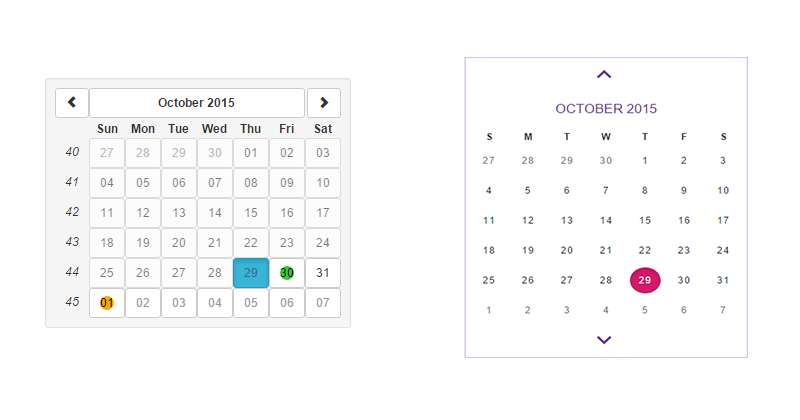 October 2015
Sun Mon Tue Wed Thu Fri Sat
40 27 28 29 30 01 02 03
41 04 05 06 07 08 09 10
42 11 12 13 14 15 16 17
43 18 19 20 21 22 23 24
44 25 26 27 28 29 30 31
45 01 02 03 04 05 06 07
OCTOBER 2015
S M T W T F S
27 28 29 30 1 2 3
4 5 6 7 8 9 10
11 12 13 14 15 16 17
18 19 20 21 22 23 24
25 26 27 28 29 30 31
1 2 3 4 5 6 7